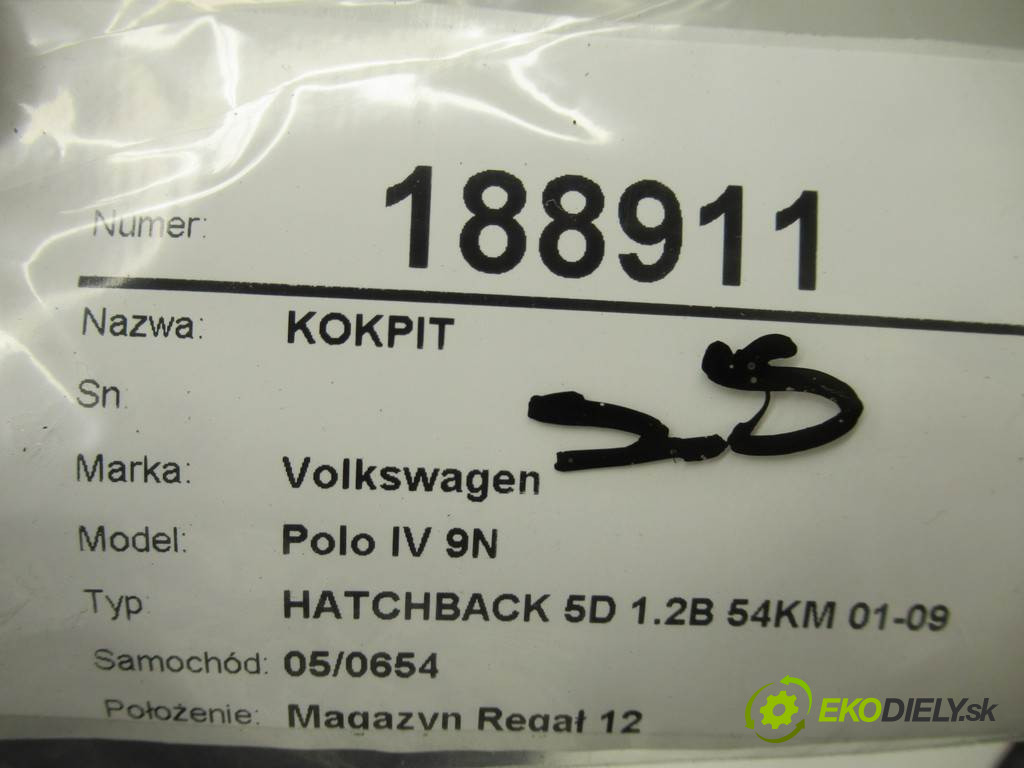 Numer: 188911
Nazwa: KOKPIT
Sn.
Marka: Volkswagen
Model: Polo IV 9N
Typ: HATCHBACK 5D 1.2B 54KM 01-09
Samochód: 05/0654
Położenie: Magazyn Regał 12
EKODIELY.sk